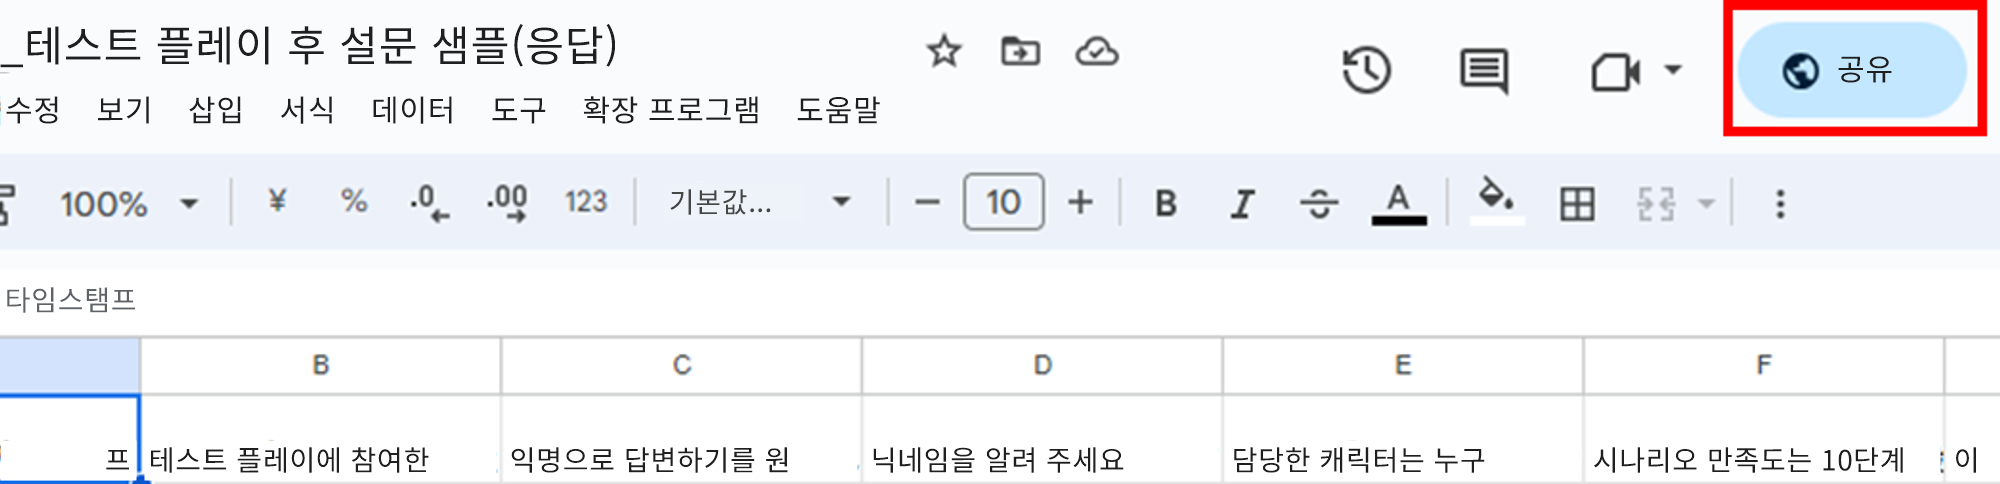 _테스트 플레이 후 설문 샘플(응답)
공유
수정 보기 삽입 서식 데이터 도구 확장 프로그램 도움말
100% ¥ % .0 .00 123 기본값... 10 B I S A
타임스탬프
B C D E F
프 테스트 플레이에 참여한 익명으로 답변하기를 원 닉네임을 알려 주세요 담당한 캐릭터는 누구 시나리오 만족도는 10단계 이